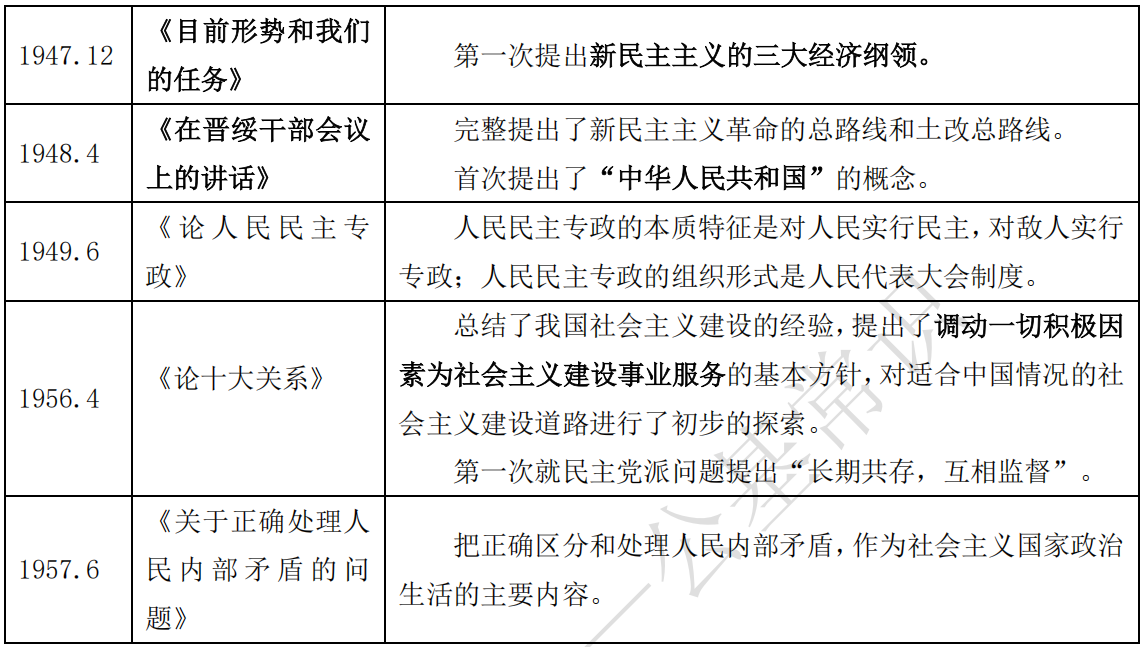 1947.12
《目前形势和我们
的任务》
第一次提出新民主主义的三大经济纲领。
1948.4
《在晋绥干部会议
上的讲话》
完整提出了新民主主义革命的总路线和土改总路线。
首次提出了“中华人民共和国”的概念。
1949.6
《论人民民主专
政》
人民民主专政的本质特征是对人民实行民主，对敌人实行
专政；人民民主专政的组织形式是人民代表大会制度。
1956.4
《论十大关系》
总结了我国社会主义建设的经验，提出了调动一切积极因
素为社会主义建设事业服务的基本方针，对适合中国情况的社
会主义建设道路进行了初步的探索。
第一次就民主党派问题提出“长期共存，互相监督”。
1957.6
《关于正确处理人
民内部矛盾的问
题》
把正确区分和处理人民内部矛盾，作为社会主义国家政治
生活的主要内容。
一公基常识